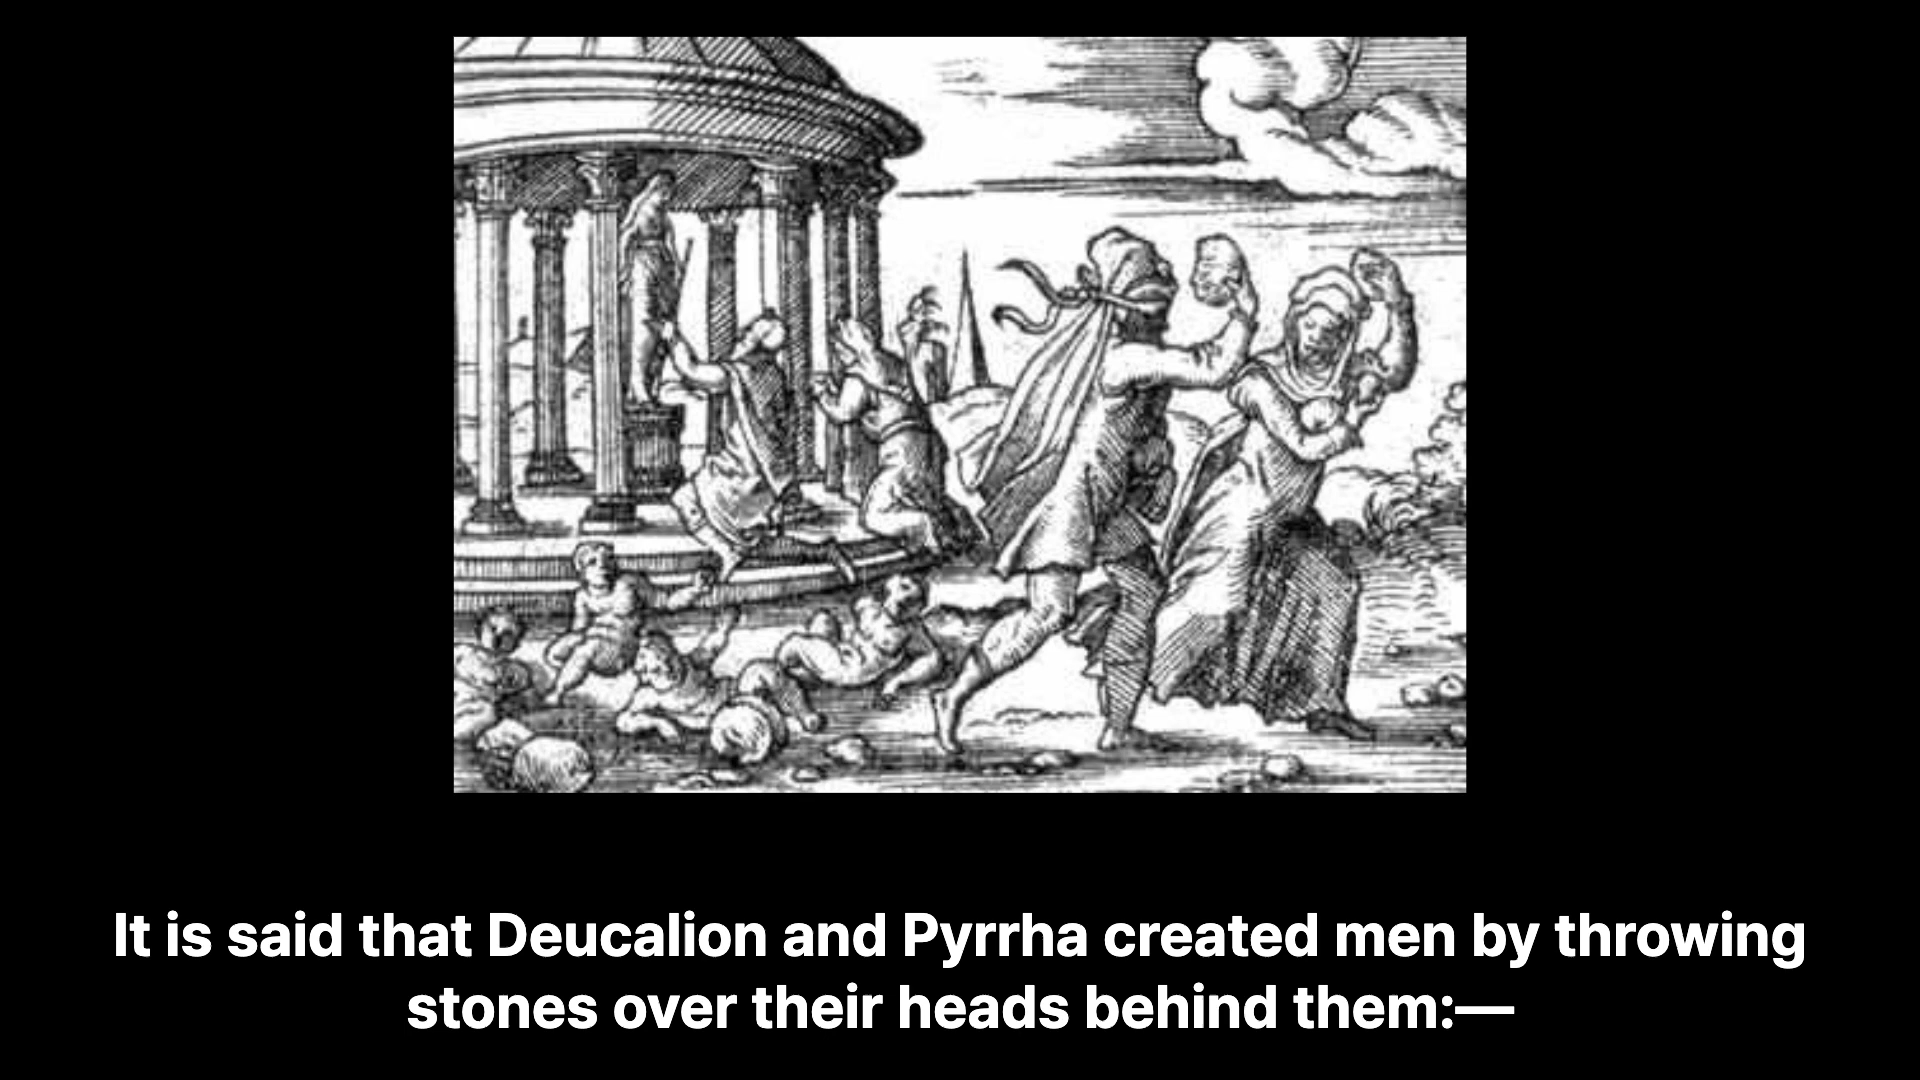 It is said that Deucalion and Pyrrha created men by throwing
stones over their heads behind them:—